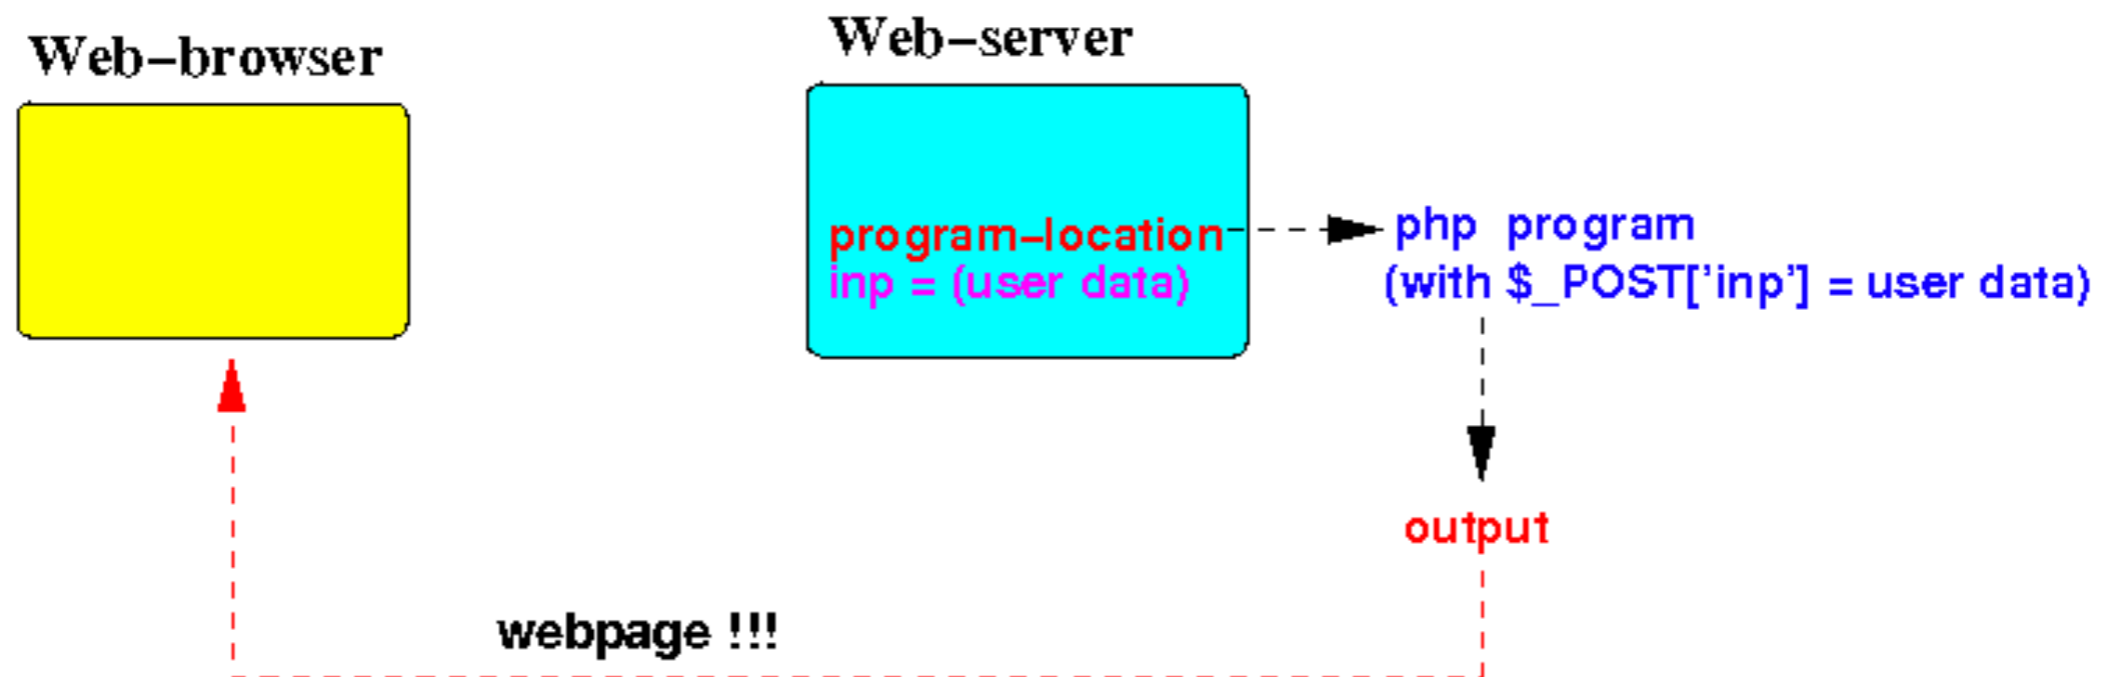 Web-browser
Web-server
program-location
inp = (user data)
php program
(with $_POST['inp'] = user data)
output
webpage !!!